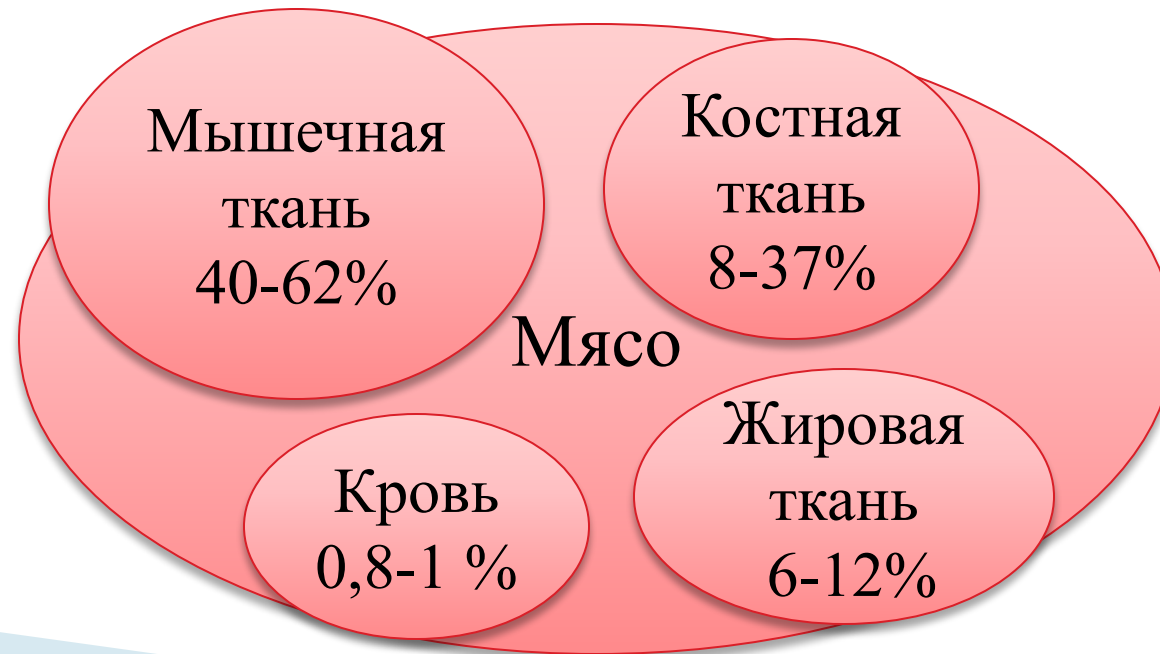 Мышечная
ткань
40-62%
Костная
ткань
8-37%
Мясо
Кровь
0,8-1 %
Жировая
ткань
6-12%